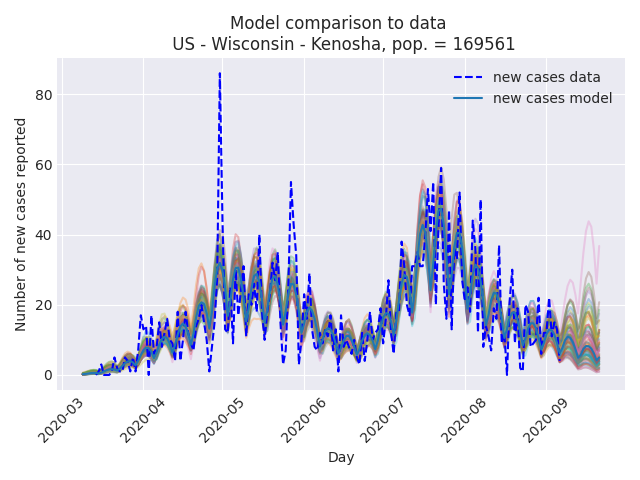 Model comparison to data
US - Wisconsin - Kenosha, pop. = 169561
new cases data
new cases model
Number of new cases reported
80
60
40
20
0
2020-03
2020-04
2020-05
2020-06
2020-07
2020-08
2020-09
Day